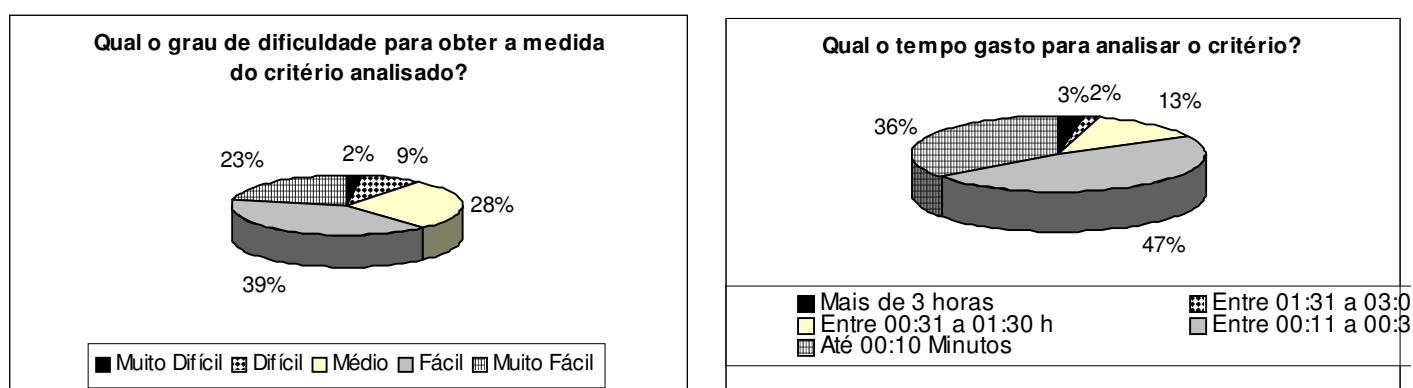 Qual o grau de dificuldade para obter a medida
do critério analisado?
23%
2%
9%
28%
39%
Muito Difícil Difícil Médio Fácil Muito Fácil
Qual o tempo gasto para analisar o critério?
3%
2%
13%
36%
47%
Mais de 3 horas
Entre 01:31 a 03:0
Entre 00:31 a 01:30 h
Entre 00:11 a 00:3
Até 00:10 Minutos